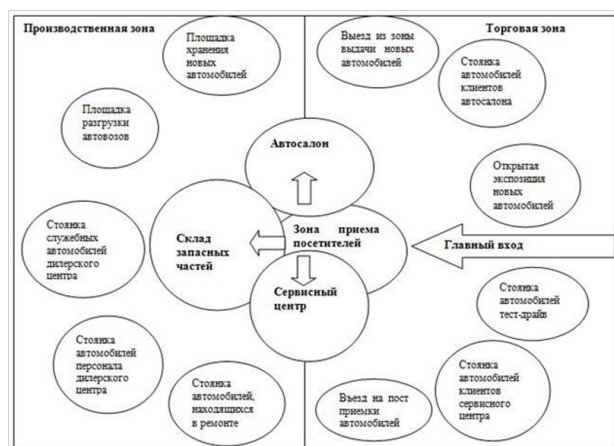 Производственная зона
Торговая зона
Площадка
хранения
новых
автомобилей
Выезд из зоны
выдачи новых
автомобилей
Стоянка
автомобилей
клиентов
автосалона
Площадка
разгрузки
автовозов
Автосалон
Открытая
экспозиция
новых
автомобилей
Стоянка
служебных
автомобилей
дилерского
центра
Склад
запасных
частей
Зона приема
посетителей
Главный вход
Сервисный
центр
Стоянка
автомобилей
тест-драйв
Стоянка
автомобилей
персонала
дилерского
центра
Стоянка
автомобилей,
находящихся
в ремонте
Въезд на пост
приемки
автомобилей
Стоянка
автомобилей
клиентов
сервисного
центра